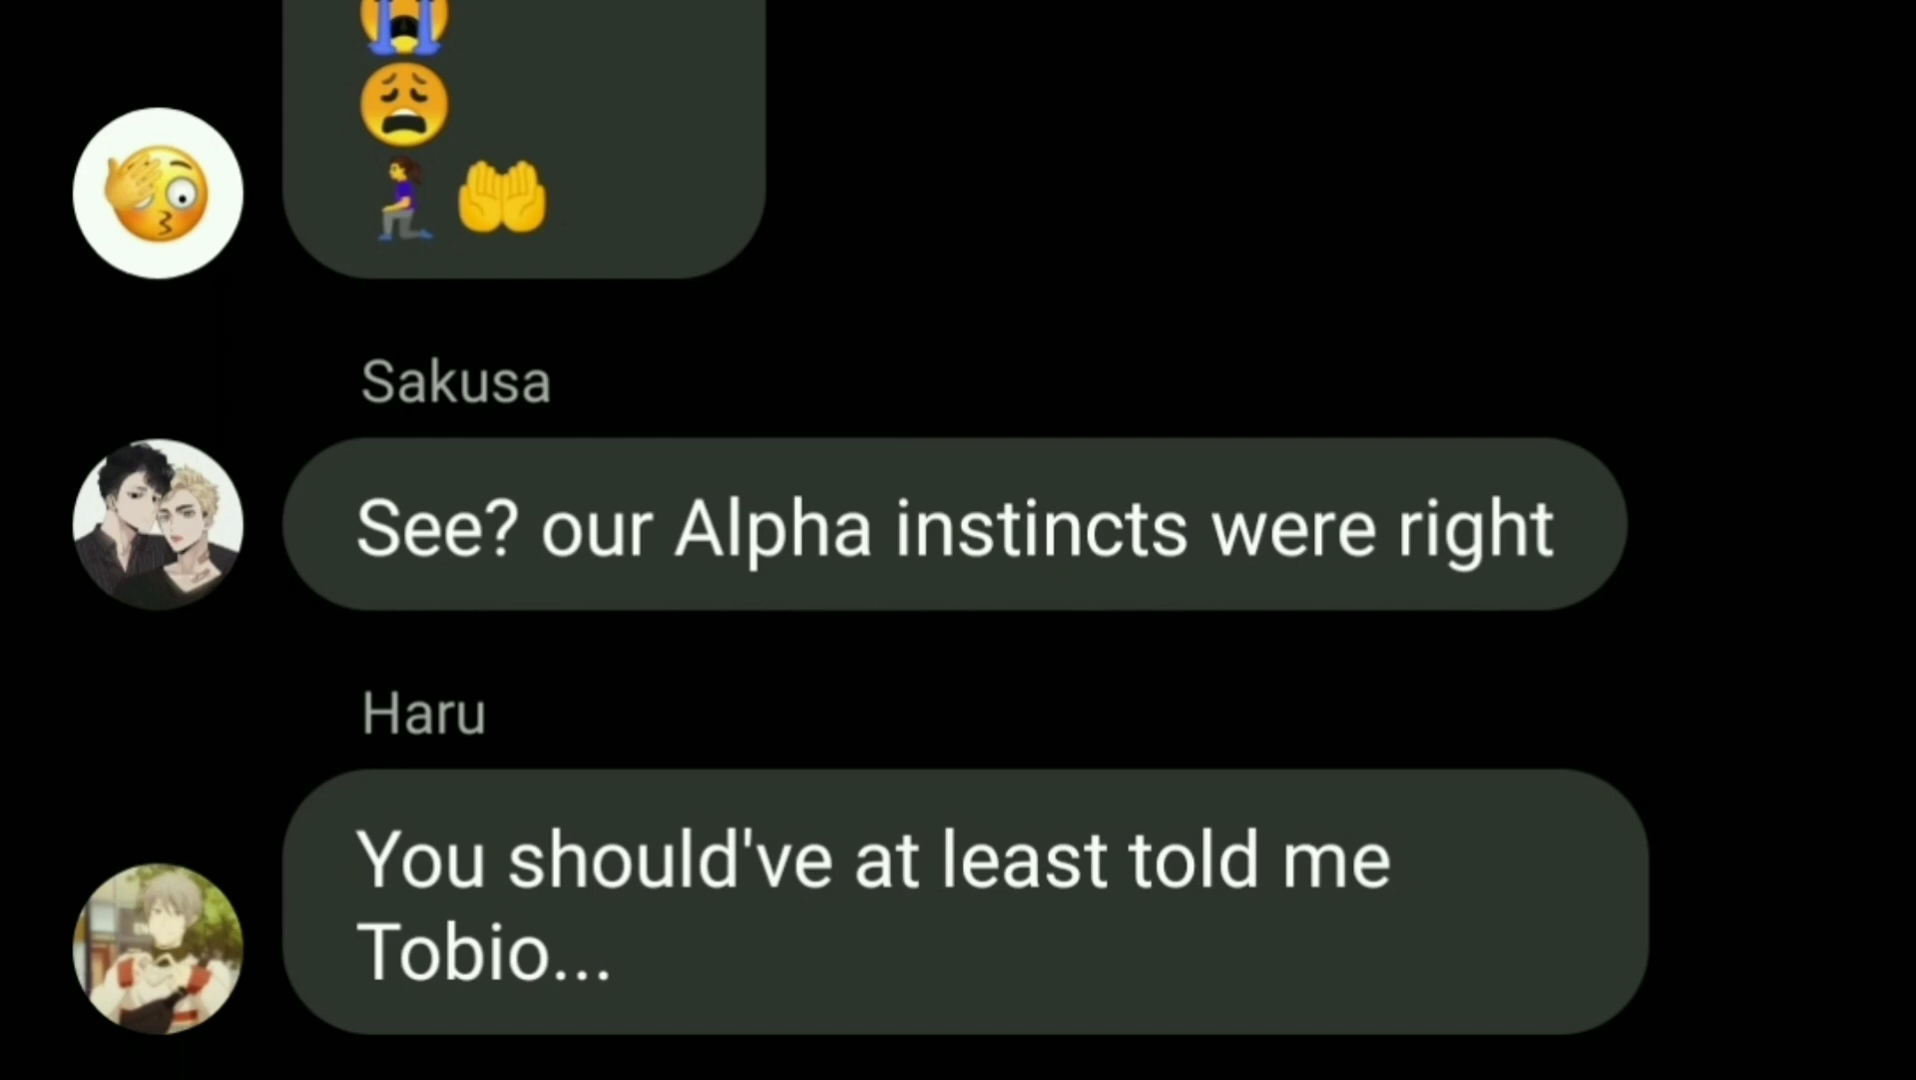 😭
😩
🧎‍♀️🤲
Sakusa
See? our Alpha instincts were right
Haru
You should've at least told me
Tobio...